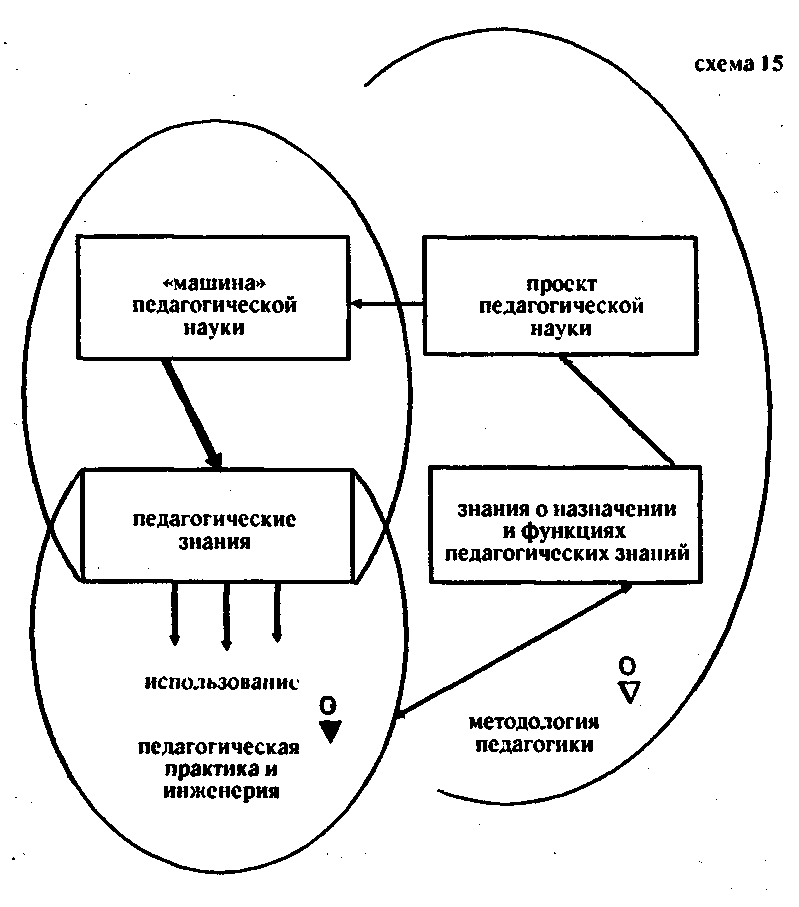 схема 15
«машина»
педагогической
науки
проект
педагогической
науки
педагогические
знания
знания о назначении
и функциях
педагогических знаний
использование
педагогическая
практика и
инженерия
методология
педагогики